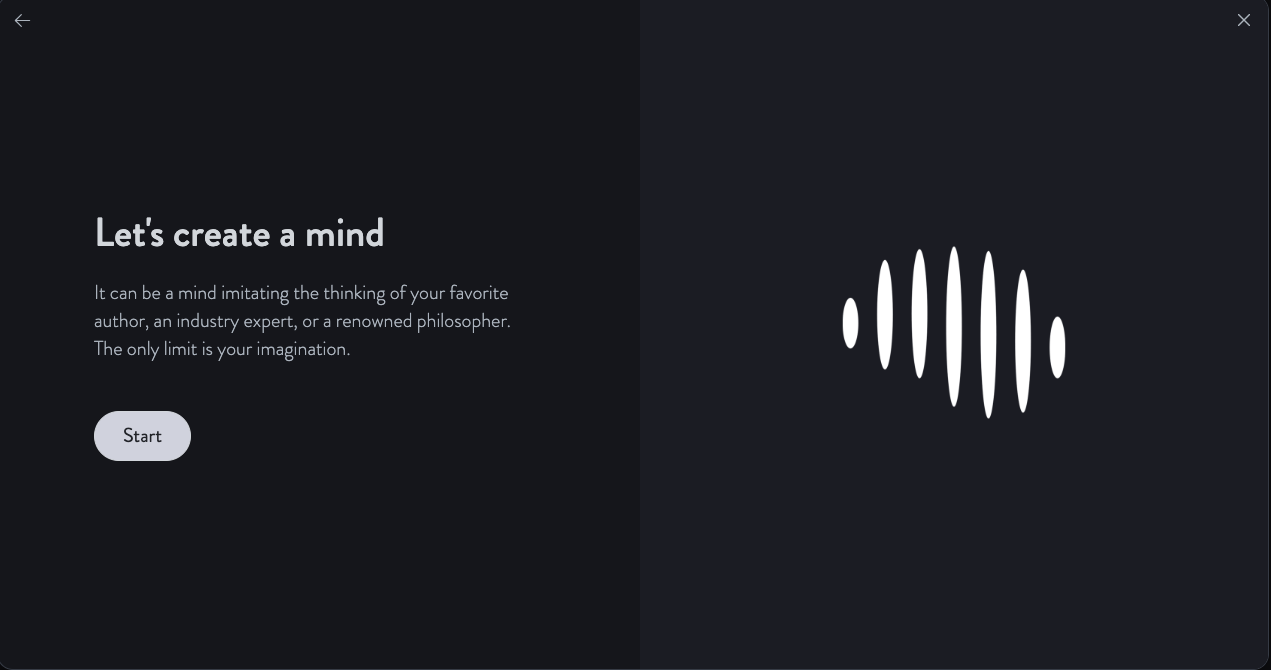 Let's create a mind
It can be a mind imitating the thinking of your favorite
author, an industry expert, or a renowned philosopher.
The only limit is your imagination.
Start